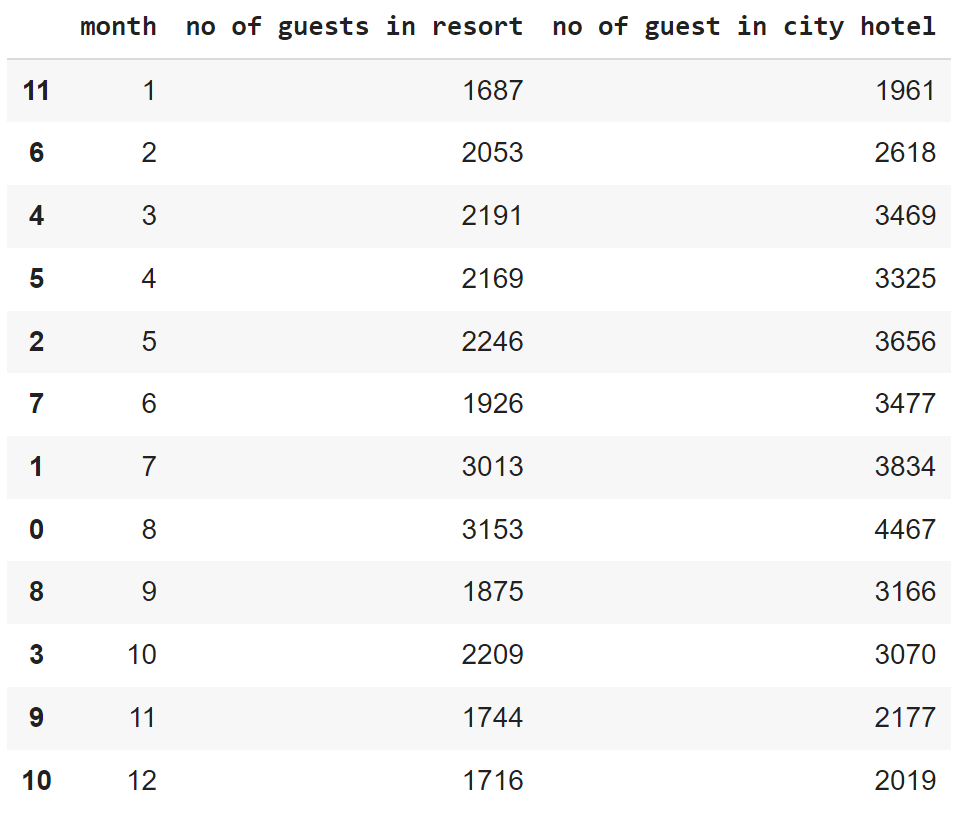 month no of guests in resort no of guest in city hotel
11 1 1687 1961
6 2 2053 2618
4 3 2191 3469
5 4 2169 3325
2 5 2246 3656
7 6 1926 3477
1 7 3013 3834
0 8 3153 4467
8 9 1875 3166
3 10 2209 3070
9 11 1744 2177
10 12 1716 2019